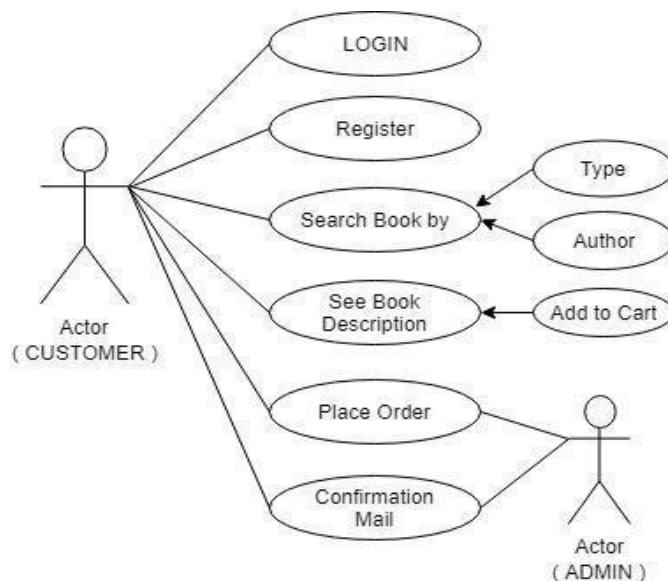 LOGIN
Register
Type
Search Book by
Author
See Book
Description
Add to Cart
Actor
( CUSTOMER )
Place Order
Confirmation
Mail
Actor
( ADMIN )